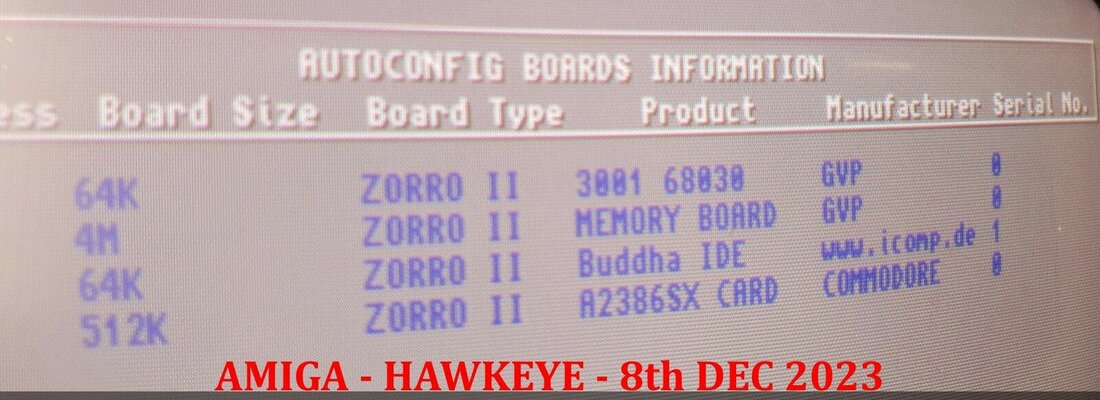 AUTOCONFIG BOARDS INFORMATION
ess Board Size Board Type Product Manufacturer Serial No.
64K ZORRO II 3001 68030 GVP 0
4M ZORRO II MEMORY BOARD GVP 0
64K ZORRO II Buddha IDE www.icomp.de 1
512K ZORRO II A2386SX CARD COMMODORE 0
AMIGA - HAWKEYE - 8th DEC 2023